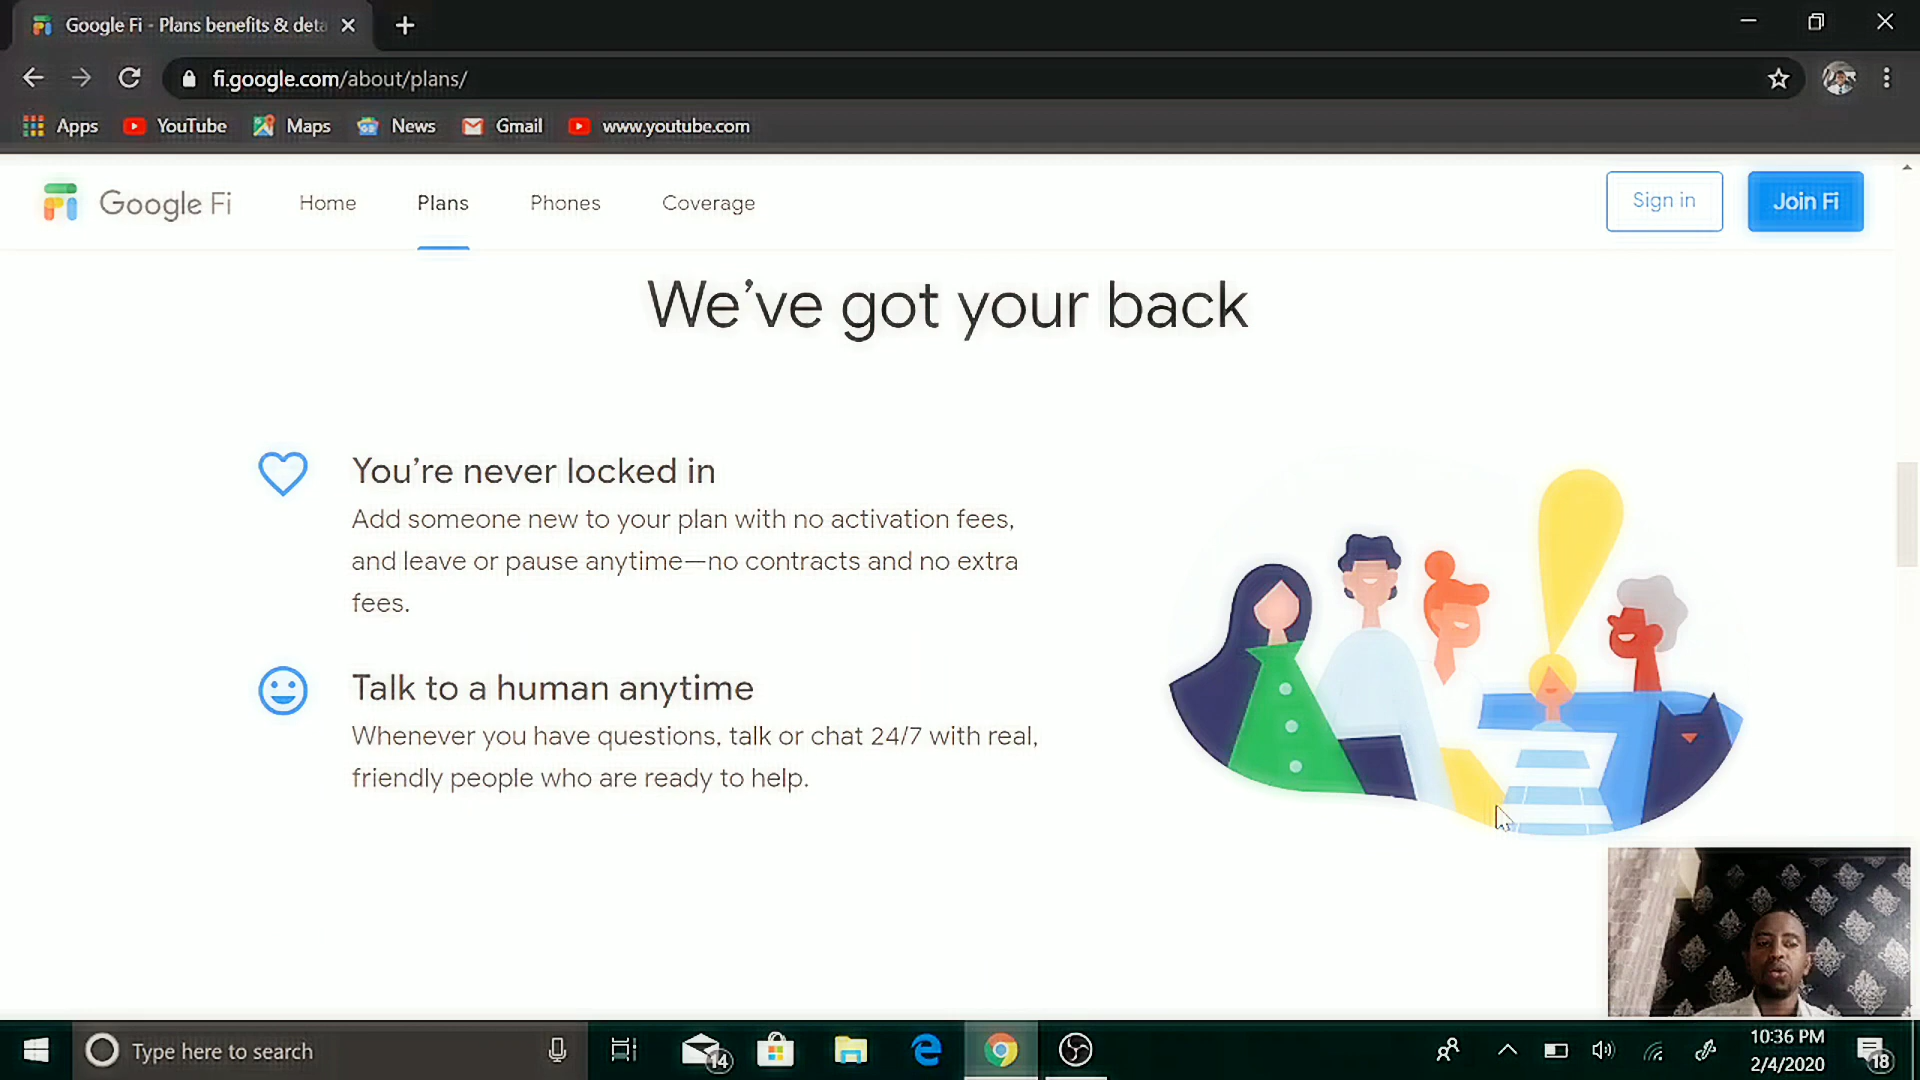 Google Fi - Plans benefits & deta
fi.google.com/about/plans/
Apps YouTube Maps News Gmail www.youtube.com
Google Fi Home Plans Phones Coverage Sign in Join Fi
We've got your back
You're never locked in
Add someone new to your plan with no activation fees,
and leave or pause anytime—no contracts and no extra
fees.
Talk to a human anytime
Whenever you have questions, talk or chat 24/7 with real,
friendly people who are ready to help.
Type here to search
14
10:36 PM
2/4/2020
18